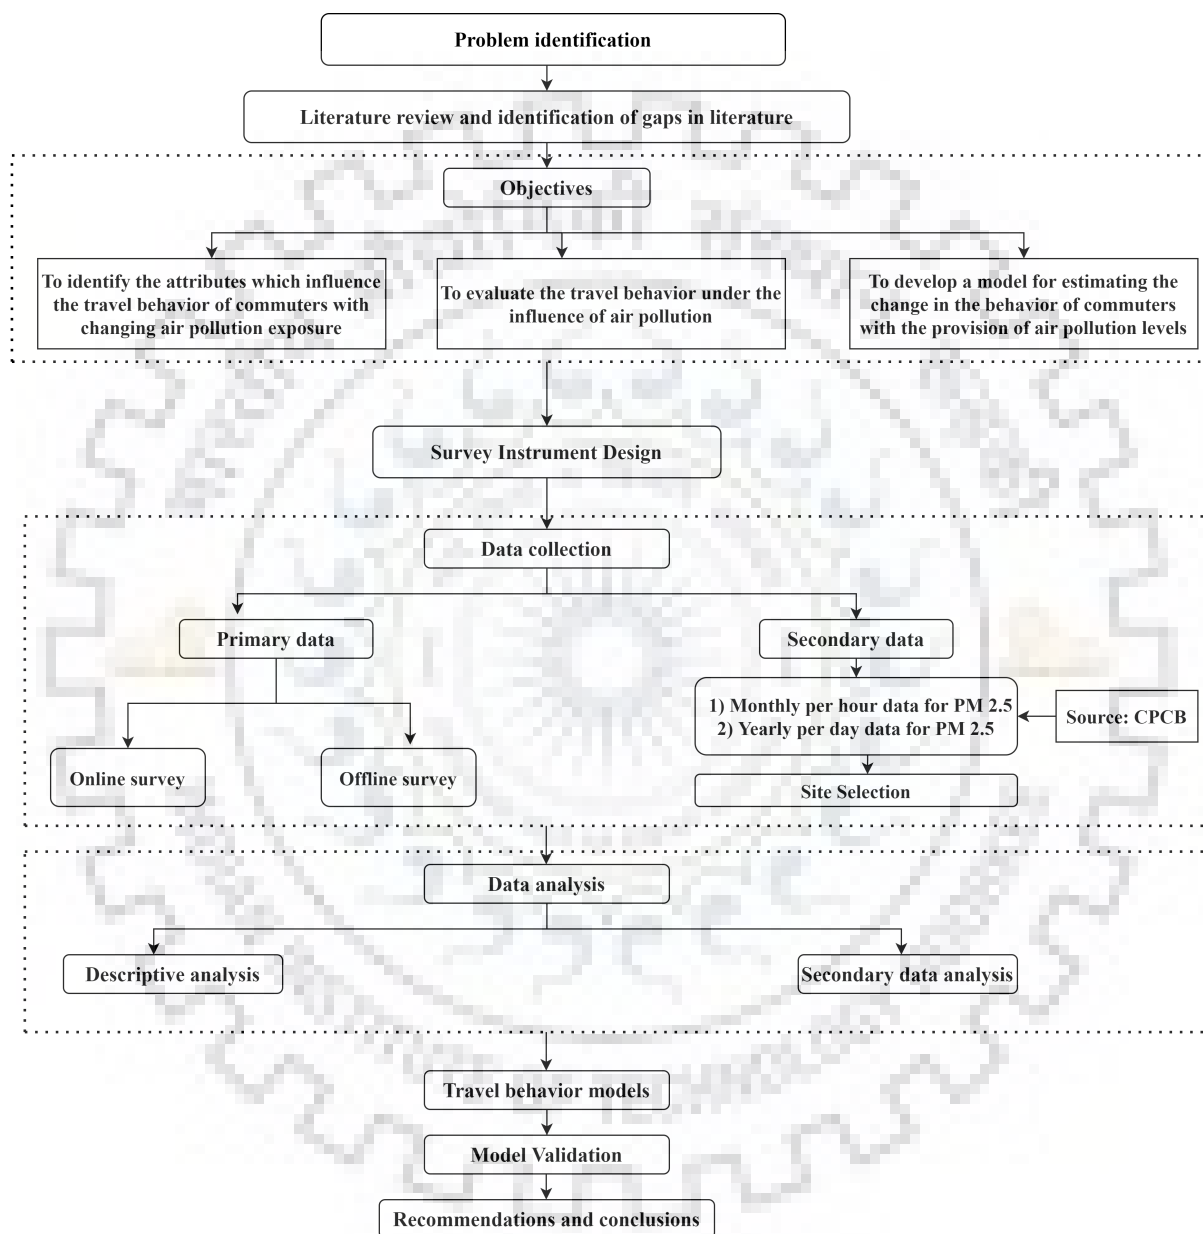 Problem identification
Literature review and identification of gaps in literature
Objectives
To identify the attributes which influence
the travel behavior of commuters with
changing air pollution exposure
To evaluate the travel behavior under the
influence of air pollution
To develop a model for estimating the
change in the behavior of commuters
with the provision of air pollution levels
Survey Instrument Design
Data collection
Primary data
Secondary data
1) Monthly per hour data for PM 2.5
2) Yearly per day data for PM 2.5
Source: CPCB
Online survey
Offline survey
Site Selection
Data analysis
Descriptive analysis
Secondary data analysis
Travel behavior models
Model Validation
Recommendations and conclusions